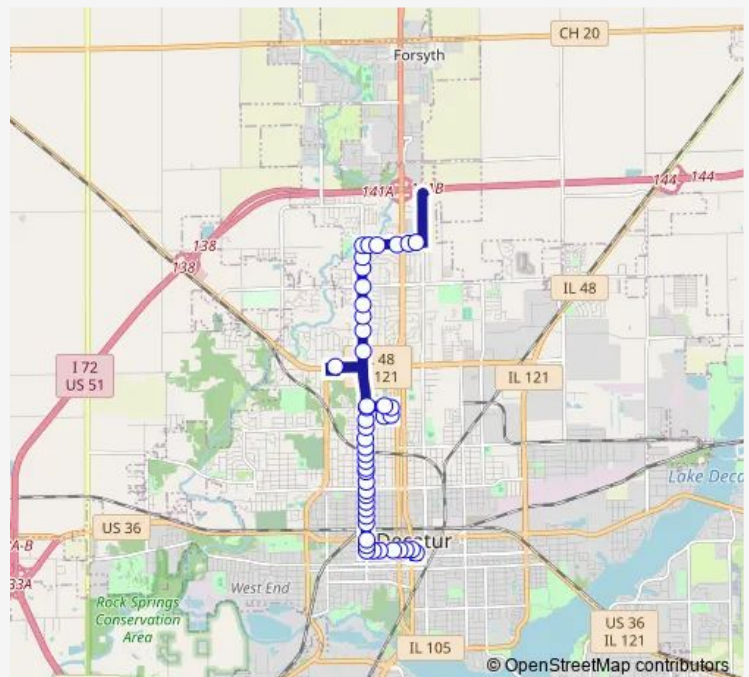 CH 20
Forsyth
141A
144
144
138
138
IL 48
I 72
US 51
48
121
IL 121
Lake Deca
US 36
Decatur
A-B
33A
West End
Rock Springs
Conservation
Area
US 36
IL 121
IL 105
© OpenStreetMap contributors